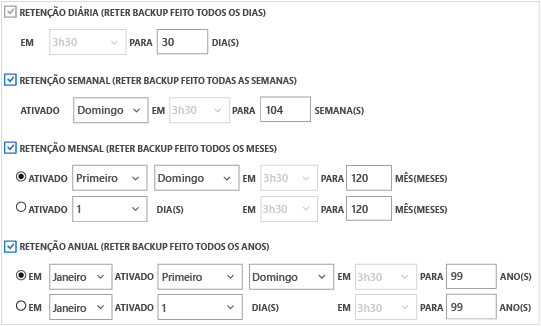 RETENÇÃO DIÁRIA (RETER BACKUP FEITO TODOS OS DIAS)
EM 3h30 PARA 30 DIA(S)
RETENÇÃO SEMANAL (RETER BACKUP FEITO TODAS AS SEMANAS)
ATIVADO Domingo EM 3h30 PARA 104 SEMANA(S)
RETENÇÃO MENSAL (RETER BACKUP FEITO TODOS OS MESES)
ATIVADO Primeiro Domingo EM 3h30 PARA 120 MÊS(MESES)
ATIVADO 1 DIA(S) EM 3h30 PARA 120 MÊS(MESES)
RETENÇÃO ANUAL (RETER BACKUP FEITO TODOS OS ANOS)
EM Janeiro ATIVADO Primeiro Domingo EM 3h30 PARA 99 ANO(S)
EM Janeiro ATIVADO 1 DIA(S) EM 3h30 PARA 99 ANO(S)